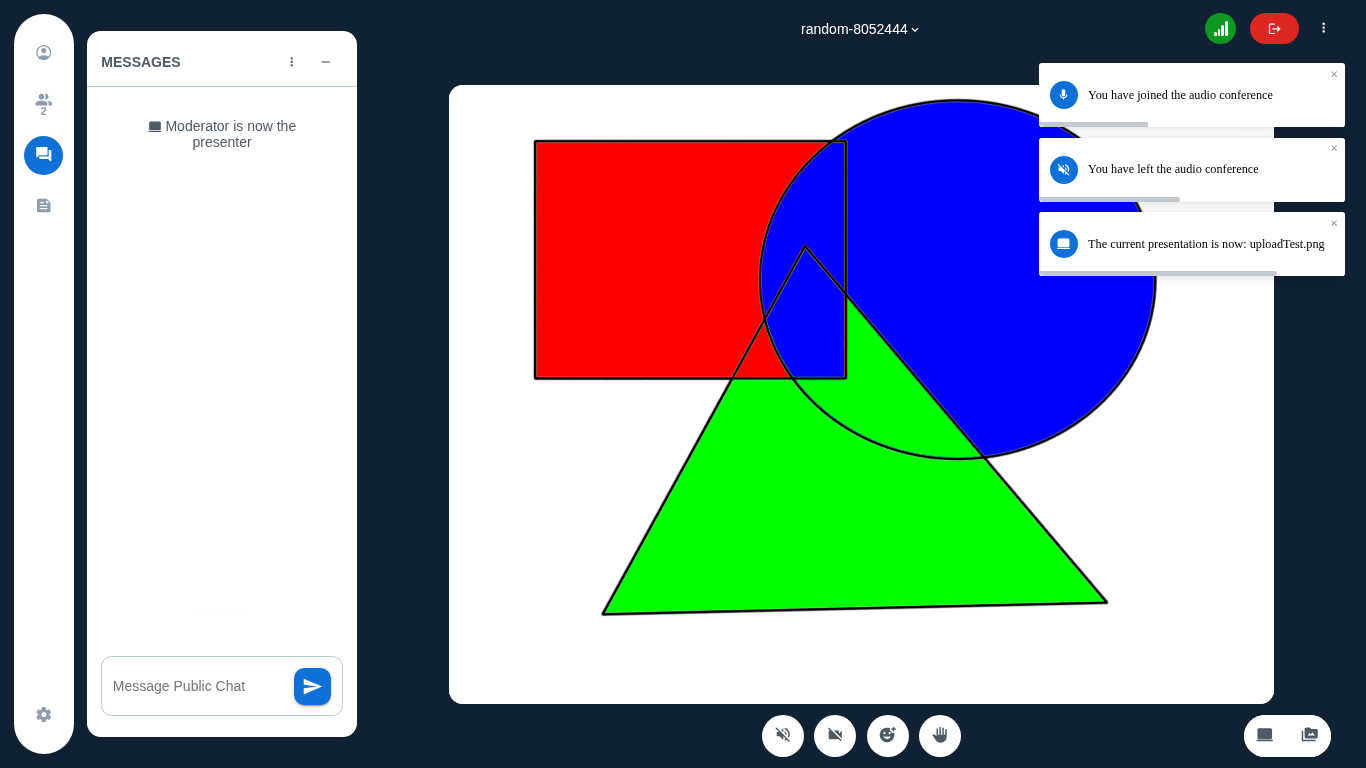 random-8052444
MESSAGES
2
Moderator is now the
presenter
Message Public Chat
You have joined the audio conference
You have left the audio conference
The current presentation is now: uploadTest.png